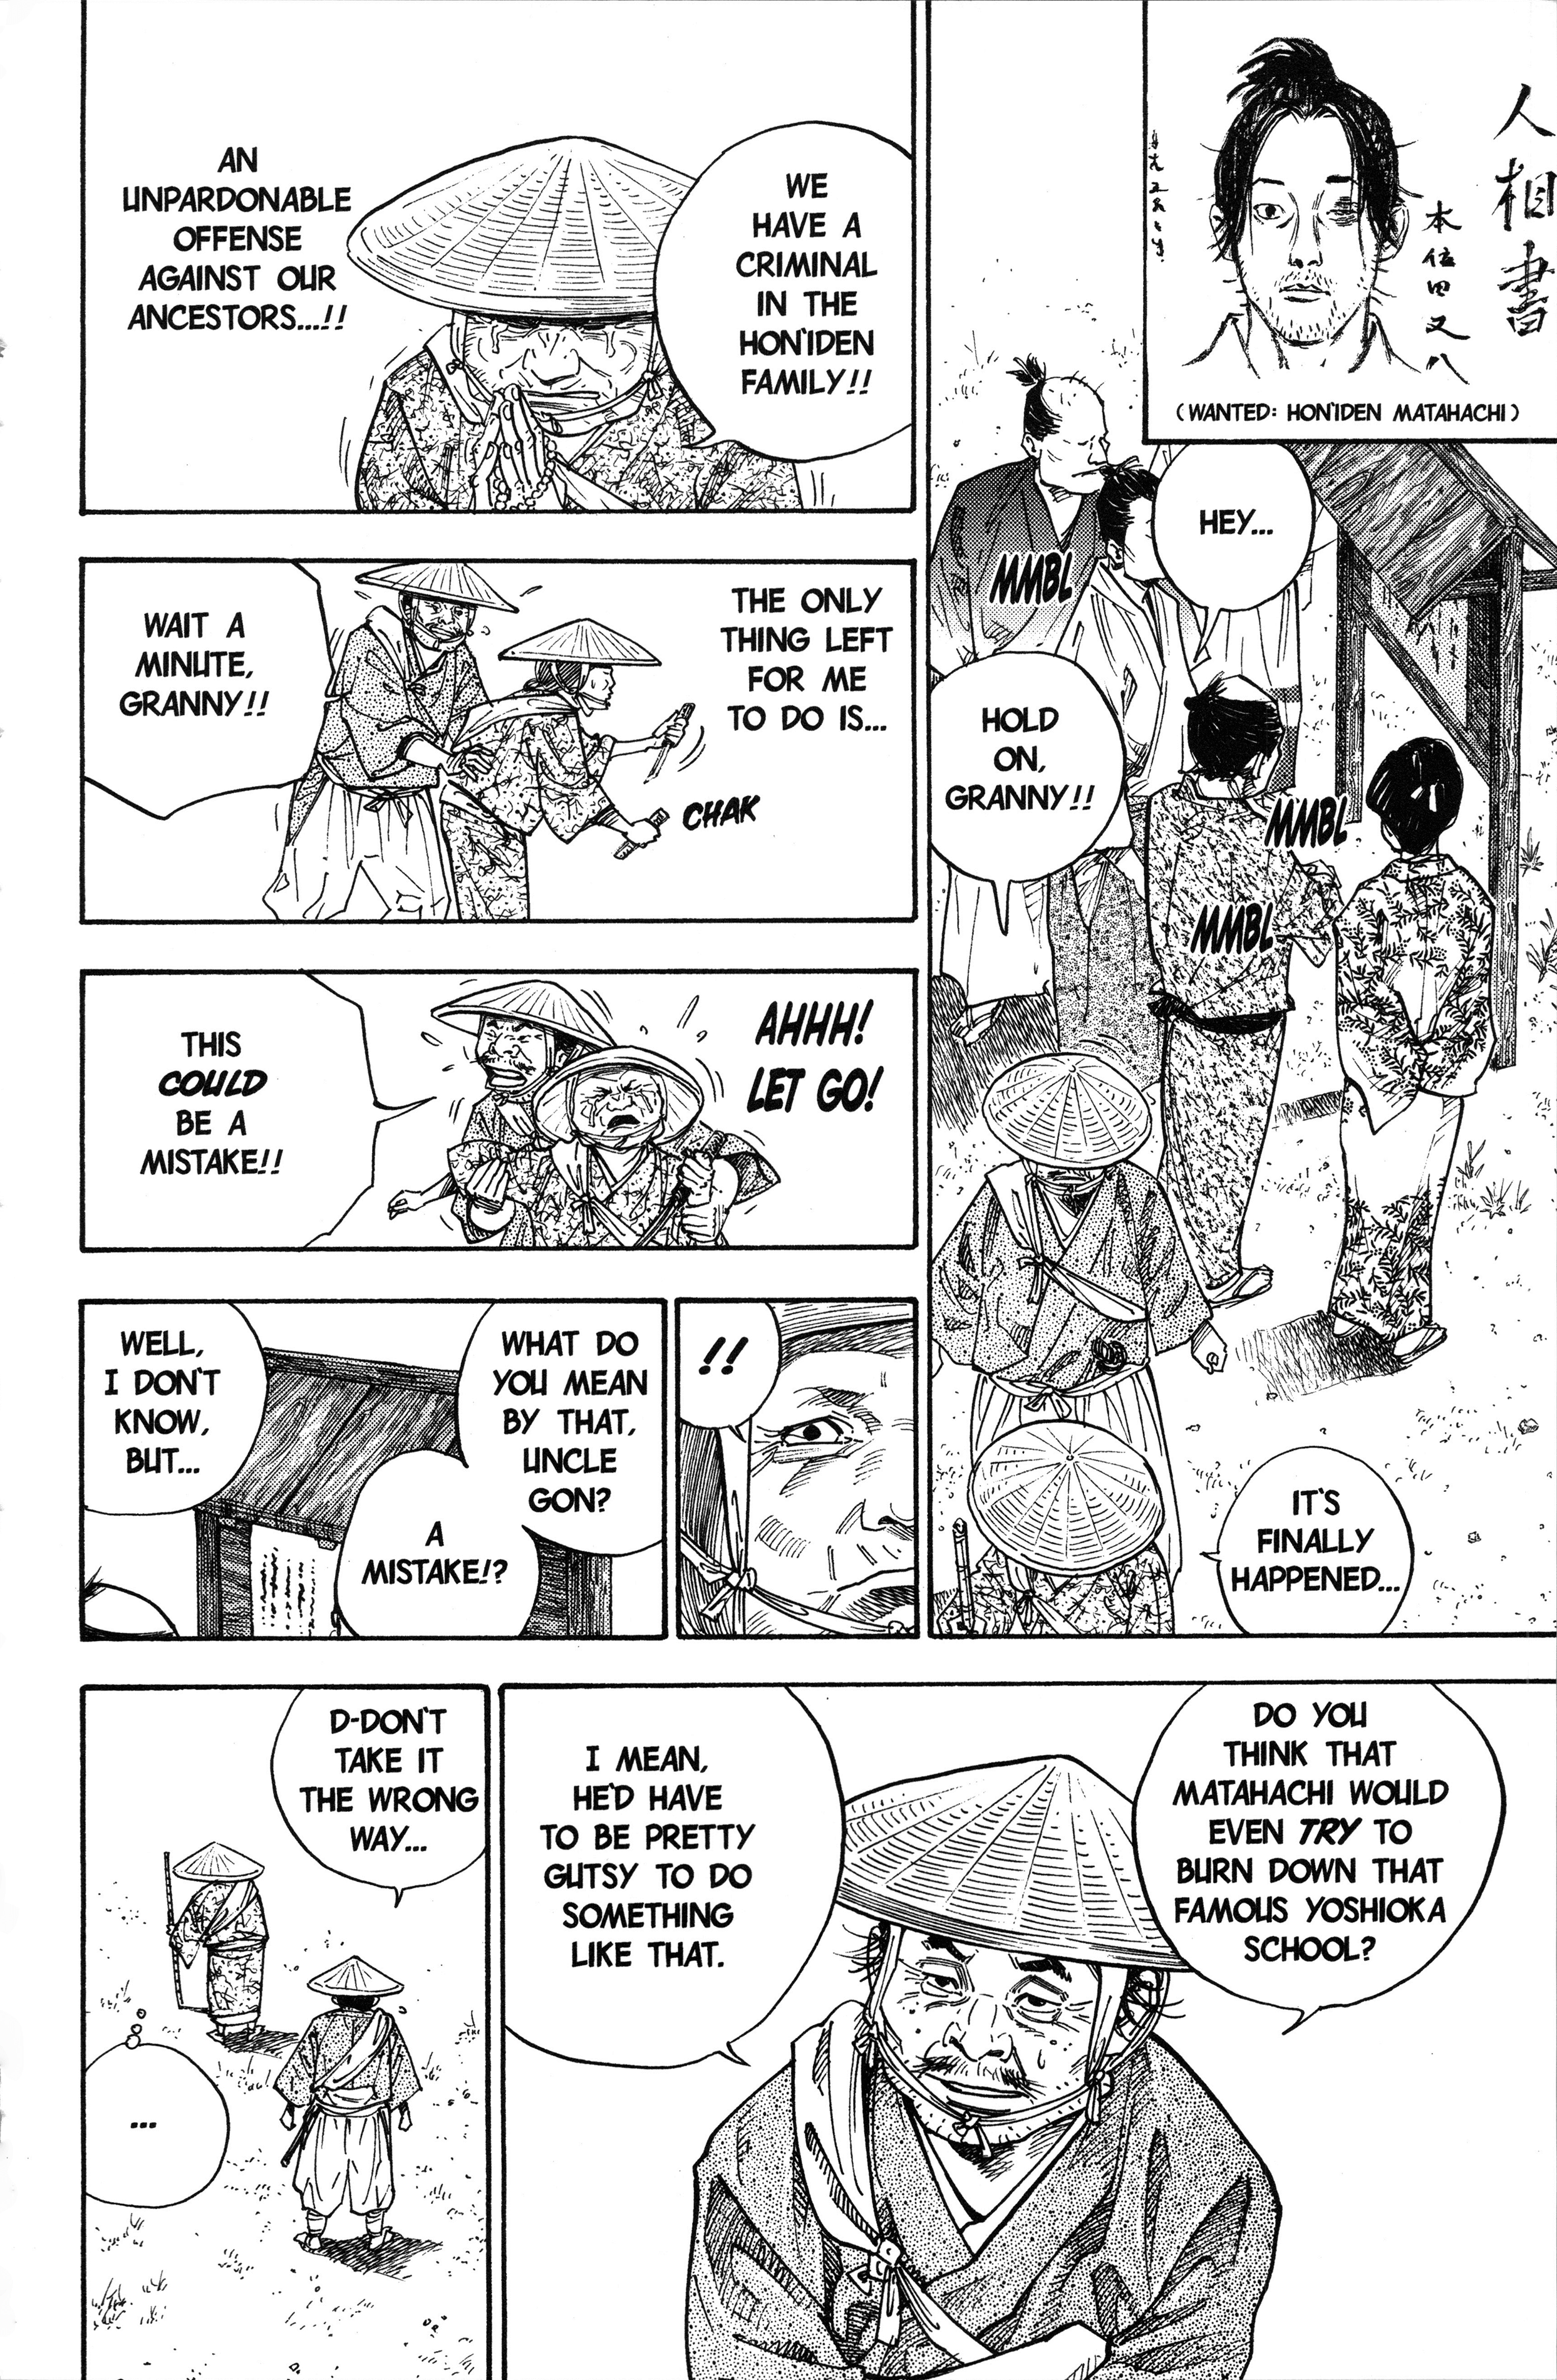 人相書
本位田又八
(WANTED: HON'IDEN MATAHACHI)
HEY...
MMBL
HOLD
ON,
GRANNY!!
MMBL
MMBL
IT'S
FINALLY
HAPPENED...
WE
HAVE A
CRIMINAL
IN THE
HON'IDEN
FAMILY!!
AN
UNPARDONABLE
OFFENSE
AGAINST OUR
ANCESTORS...!!
THE ONLY
THING LEFT
FOR ME
TO DO IS...
CHAK
WAIT A
MINUTE,
GRANNY!!
AHHH!
LET GO!
THIS
COULD
BE A
MISTAKE!!
!!
WHAT DO
YOU MEAN
BY THAT,
UNCLE
GON?
A
MISTAKE!?
WELL,
I DON'T
KNOW,
BUT...
DO YOU
THINK THAT
MATAHACHI WOULD
EVEN TRY TO
BURN DOWN THAT
FAMOUS YOSHIOKA
SCHOOL?
I MEAN,
HE'D HAVE
TO BE PRETTY
GUTSY TO DO
SOMETHING
LIKE THAT.
D-DON'T
TAKE IT
THE WRONG
WAY...
...